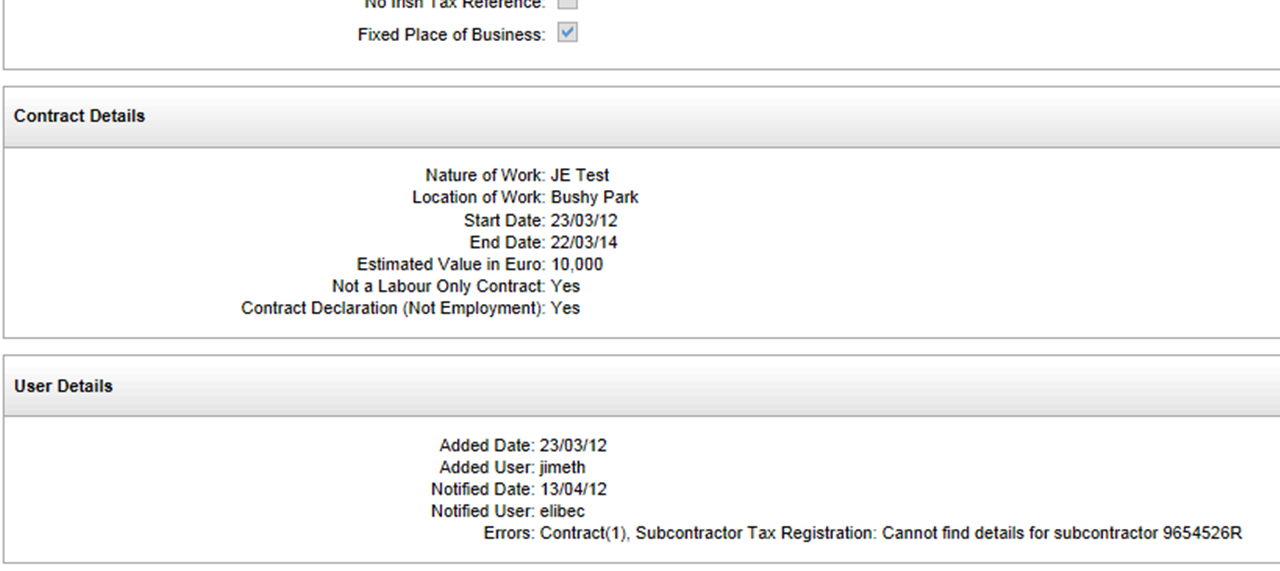 No Irish Tax Reference:
Fixed Place of Business:
Contract Details
Nature of Work: JE Test
Location of Work: Bushy Park
Start Date: 23/03/12
End Date: 22/03/14
Estimated Value in Euro: 10,000
Not a Labour Only Contract: Yes
Contract Declaration (Not Employment): Yes
User Details
Added Date: 23/03/12
Added User: jimeth
Notified Date: 13/04/12
Notified User: elibec
Errors: Contract(1), Subcontractor Tax Registration: Cannot find details for subcontractor 9654526R